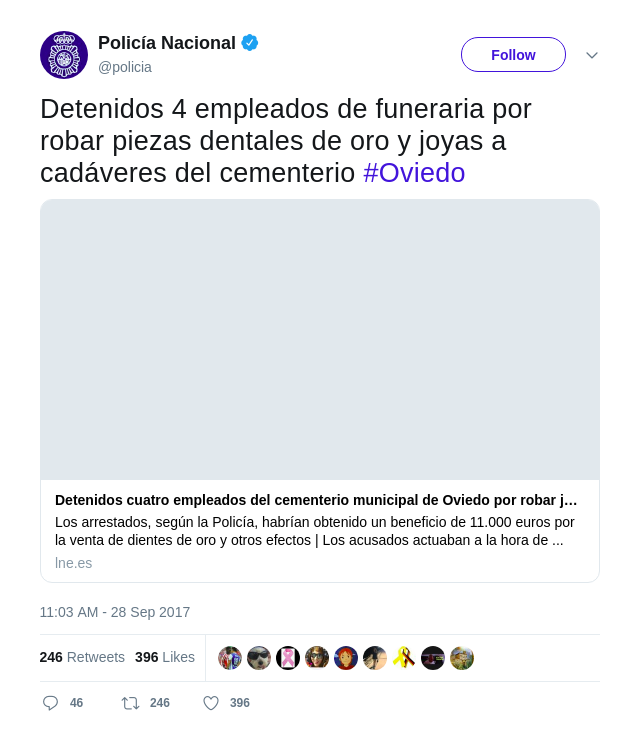 Policía Nacional
@policia
Follow
Detenidos 4 empleados de funeraria por
robar piezas dentales de oro y joyas a
cadáveres del cementerio #Oviedo
Detenidos cuatro empleados del cementerio municipal de Oviedo por robar j...
Los arrestados, según la Policía, habrían obtenido un beneficio de 11.000 euros por
la venta de dientes de oro y otros efectos | Los acusados actuaban a la hora de ...
lne.es
11:03 AM - 28 Sep 2017
246 Retweets 396 Likes
46 246 396